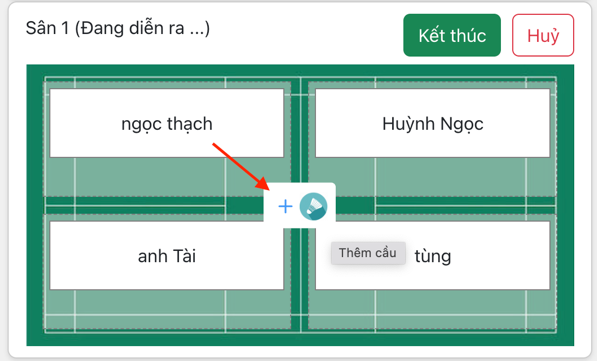 Sân 1 (Đang diễn ra ...)
Kết thúc
Huỷ
ngọc thạch
Huỳnh Ngọc
+
anh Tài
Thêm cầu
tùng